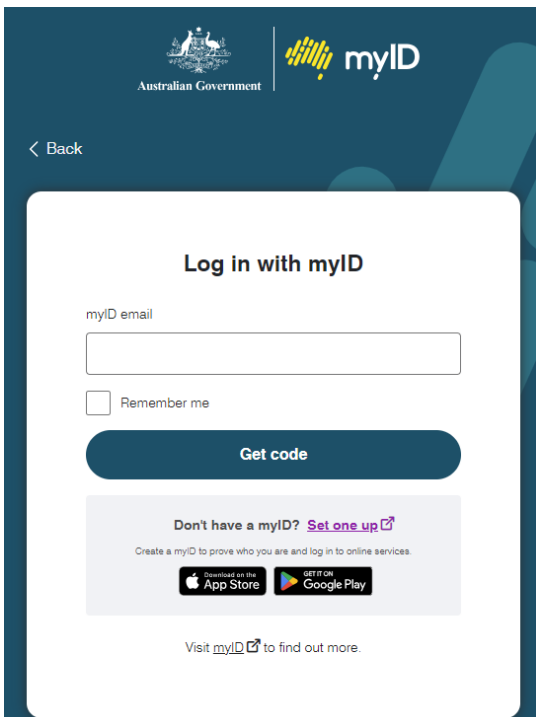 Australian Government
myID
Back
Log in with myID
myID email
Remember me
Get code
Don't have a myID? Set one up
Create a myID to prove who you are and log in to online services.
Download on the App Store
GET IT ON Google Play
Visit myID to find out more.